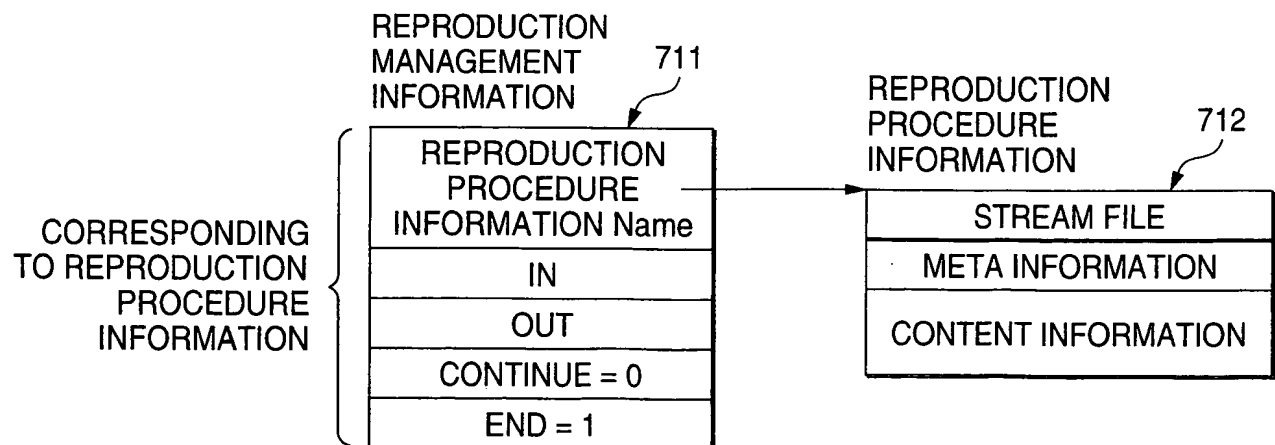 REPRODUCTION
MANAGEMENT
INFORMATION
711
REPRODUCTION
PROCEDURE
INFORMATION Name
IN
OUT
CONTINUE = 0
END = 1
CORRESPONDING
TO REPRODUCTION
PROCEDURE
INFORMATION
REPRODUCTION
PROCEDURE
INFORMATION
712
STREAM FILE
META INFORMATION
CONTENT INFORMATION